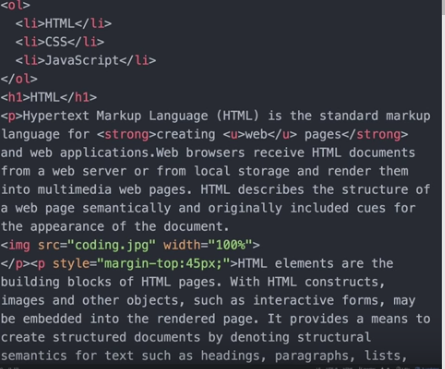 <ol>
<li>HTML</li>
<li>CSS</li>
<li>JavaScript</li>
</ol>
<h1>HTML</h1>
<p>Hypertext Markup Language (HTML) is the standard markup
language for <strong>creating <u>web</u> pages</strong>
and web applications.Web browsers receive HTML documents
from a web server or from local storage and render them
into multimedia web pages. HTML describes the structure of
a web page semantically and originally included cues for
the appearance of the document.
<img src="coding.jpg" width="100%">
</p><p style="margin-top:45px;">HTML elements are the
building blocks of HTML pages. With HTML constructs,
images and other objects, such as interactive forms, may
be embedded into the rendered page. It provides a means to
create structured documents by denoting structural
semantics for text such as headings, paragraphs, lists,